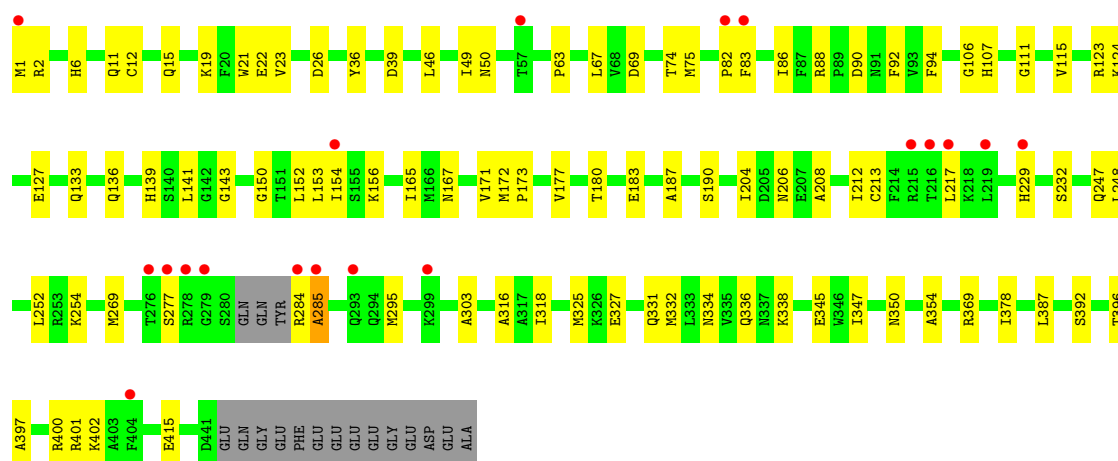 M1 R2 H6 Q11 C12 Q15 K19 F20 W21 E22 V23 D26 Y36 D39 L46 I49 N50 T57 P63 L67 V68 D69 T74 M75 P82 F83 I86 F87 R88 P89 D90 N91 F92 V93 F94 G106 H107 G111 V115 R123 K124
E127 Q133 Q136 H139 S140 L141 G142 G143 G150 T151 L152 L153 I154 S155 K156 I165 M166 N167 V171 M172 P173 V177 T180 E183 A187 S190 I204 D205 N206 E207 A208 I212 C213 F214 R215 T216 L217 K218 L219 H229 S232 Q247 L248
L252 R253 K254 M269 T276 S277 R278 G279 S280 GLN GLN TYR R284 A285 Q293 Q294 M295 K299 A303 A316 A317 I318 M325 K326 E327 Q331 M332 L333 N334 V335 Q336 N337 K338 E345 W346 I347 N350 A354 R369 I378 L387 S392 T396
A397 R400 R401 K402 A403 F404 E415 D441 GLU GLN GLY GLU PHE GLU GLU GLU GLU GLY GLU ASP GLU ALA